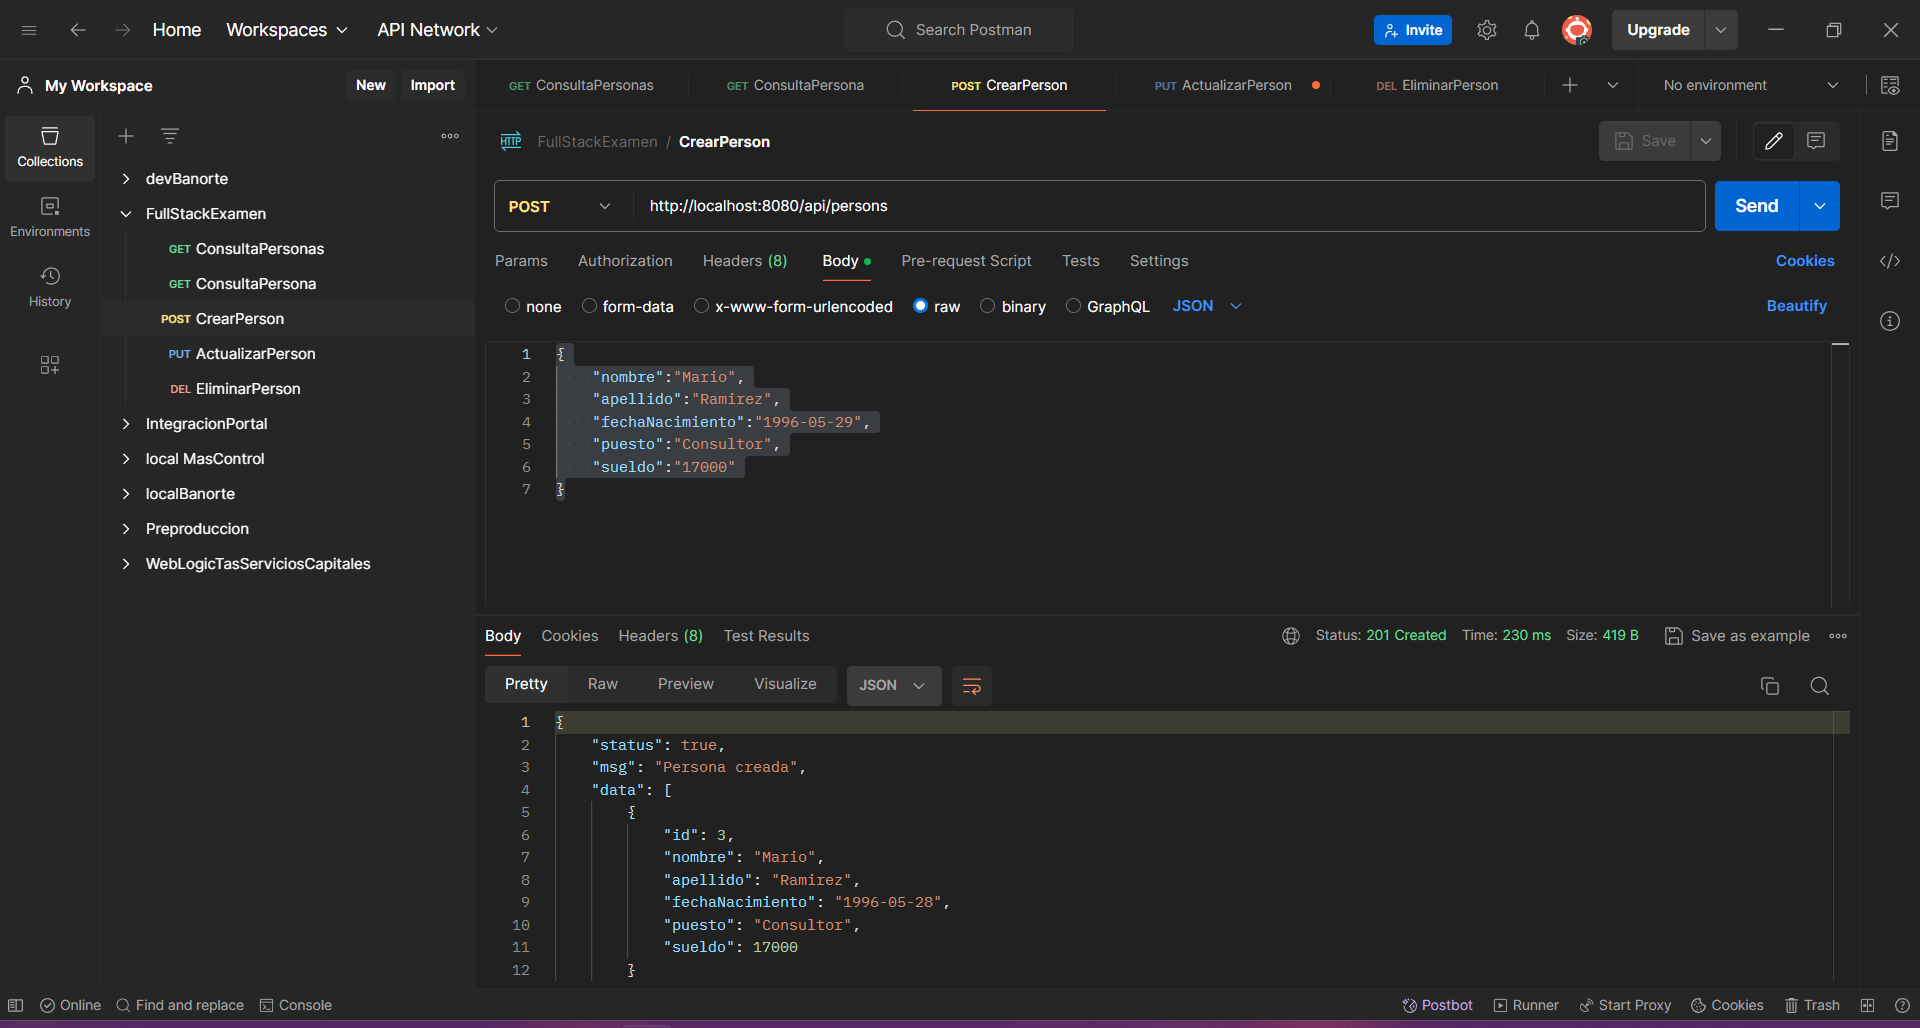 Home
Workspaces
API Network
Search Postman
Invite
Upgrade
My Workspace
New
Import
GET ConsultaPersonas
GET ConsultaPersona
POST CrearPerson
PUT ActualizarPerson
DEL EliminarPerson
No environment
Collections
Environments
History
devBanorte
FullStackExamen
GET ConsultaPersonas
GET ConsultaPersona
POST CrearPerson
PUT ActualizarPerson
DEL EliminarPerson
IntegracionPortal
local MasControl
localBanorte
Preproduccion
WebLogicTasServiciosCapitales
HTTP FullStackExamen / CrearPerson
Save
POST
http://localhost:8080/api/persons
Send
Params Authorization Headers (8) Body Pre-request Script Tests Settings
Cookies
none form-data x-www-form-urlencoded raw binary GraphQL JSON
Beautify
1 {
2 "nombre":"Mario",
3 "apellido":"Ramirez",
4 "fechaNacimiento":"1996-05-29",
5 "puesto":"Consultor",
6 "sueldo":"17000"
7 }
Body Cookies Headers (8) Test Results
Status: 201 Created Time: 230 ms Size: 419 B
Save as example
Pretty Raw Preview Visualize JSON
1 {
2 "status": true,
3 "msg": "Persona creada",
4 "data": [
5 {
6 "id": 3,
7 "nombre": "Mario",
8 "apellido": "Ramirez",
9 "fechaNacimiento": "1996-05-28",
10 "puesto": "Consultor",
11 "sueldo": 17000
12 }
Online Find and replace Console
Postbot Runner Start Proxy Cookies Trash